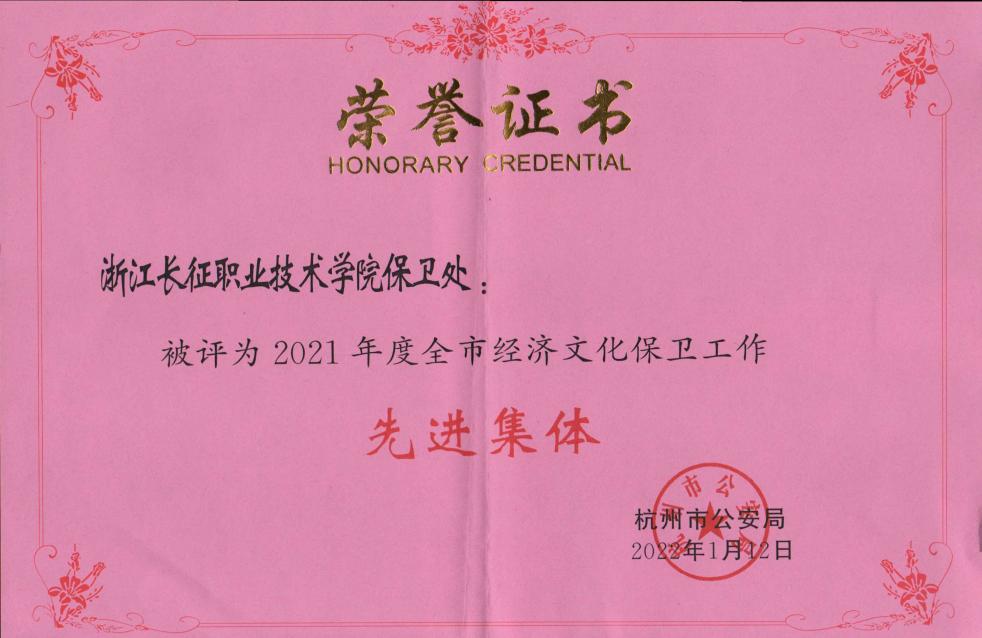 荣誉证书
HONORARY CREDENTIAL
浙江长征职业技术学院保卫处：
被评为2021年度全市经济文化保卫工作
先进集体
杭州市公安局
2022年1月12日